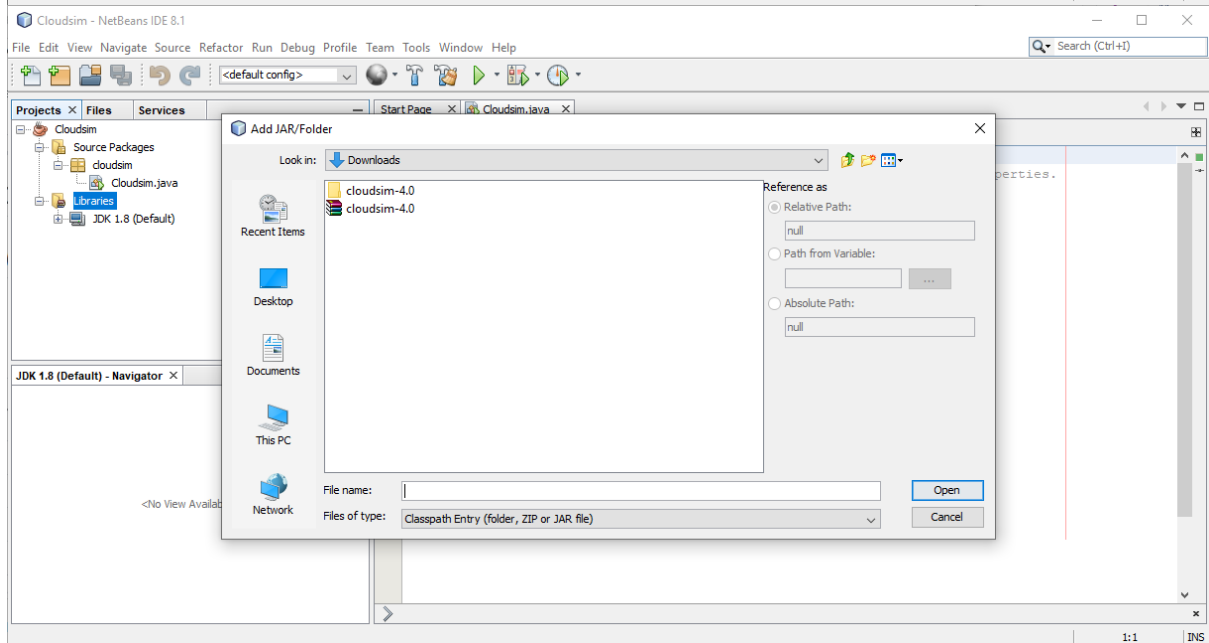 Cloudsim - NetBeans IDE 8.1
File Edit View Navigate Source Refactor Run Debug Profile Team Tools Window Help
Search (Ctrl+I)
<default config>
Projects Files Services
Start Page Cloudsim.java
Cloudsim
Source Packages
cloudsim
Cloudsim.java
Libraries
JDK 1.8 (Default)
JDK 1.8 (Default) - Navigator
<No View Availab
perties.
Add JAR/Folder
Look in: Downloads
Recent Items
Desktop
Documents
This PC
Network
cloudsim-4.0
cloudsim-4.0
Reference as
Relative Path:
null
Path from Variable:
...
Absolute Path:
null
File name:
Open
Files of type: Classpath Entry (folder, ZIP or JAR file)
Cancel
1:1 INS